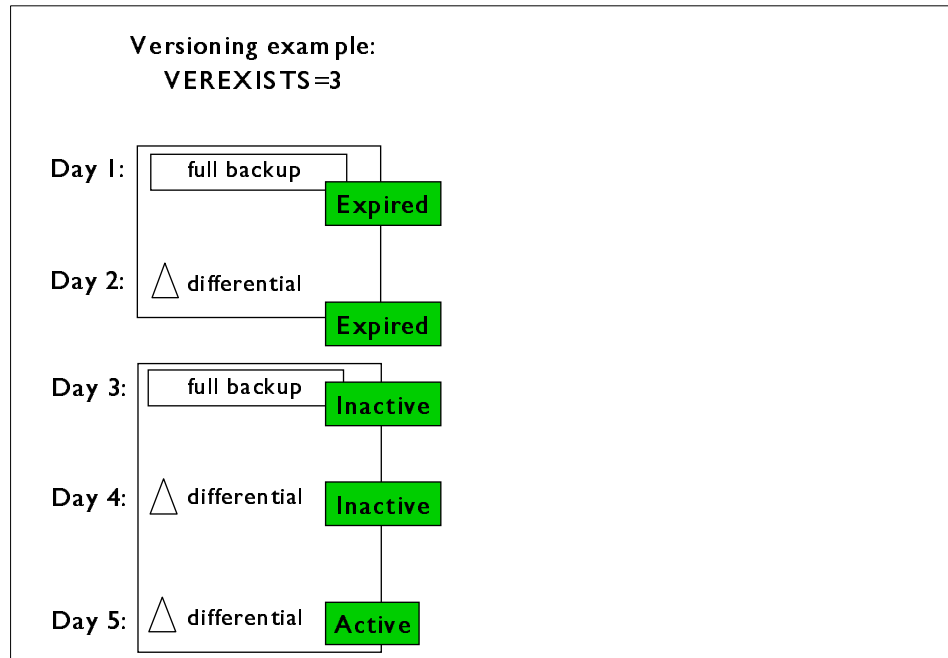 Versioning example:
VEREXISTS=3
Day 1: full backup
Expired
Day 2: differential
Expired
Day 3: full backup
Inactive
Day 4: differential Inactive
Day 5: differential Active